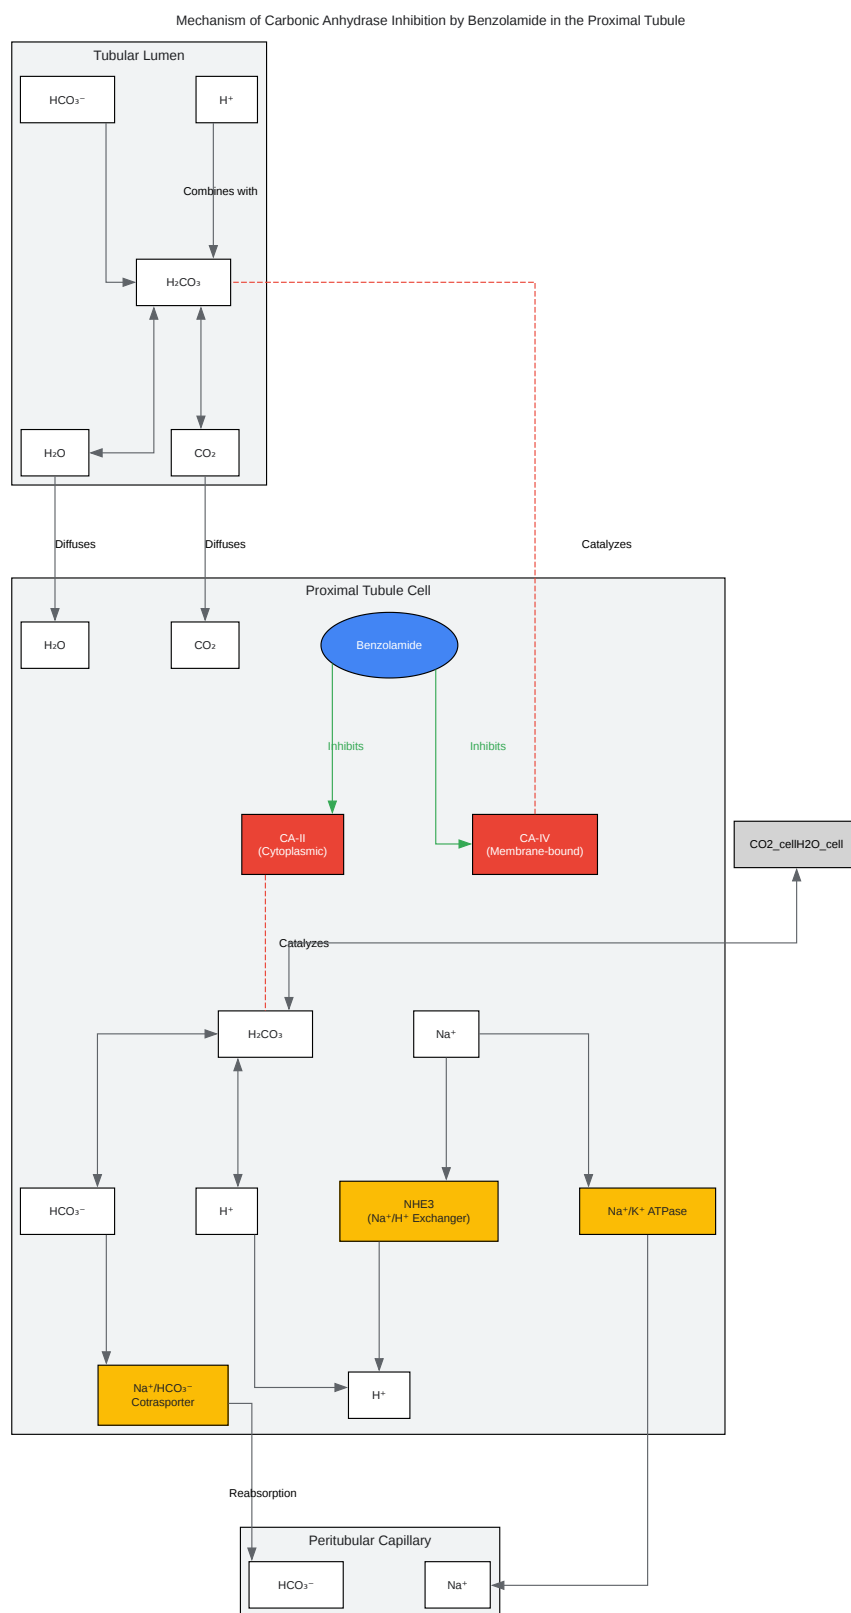 Mechanism of Carbonic Anhydrase Inhibition by Benzolamide in the Proximal Tubule
Tubular Lumen
HCO₃⁻
H⁺
Combines with
H₂CO₃
H₂O
CO₂
Diffuses
Diffuses
Catalyzes
Proximal Tubule Cell
H₂O
CO₂
Benzolamide
Inhibits
Inhibits
CA-II
(Cytoplasmic)
CA-IV
(Membrane-bound)
CO2_cellH2O_cell
Catalyzes
H₂CO₃
Na⁺
HCO₃⁻
H⁺
NHE3
(Na⁺/H⁺ Exchanger)
Na⁺/K⁺ ATPase
Na⁺/HCO₃⁻
Cotrasporter
H⁺
Reabsorption
Peritubular Capillary
HCO₃⁻
Na⁺